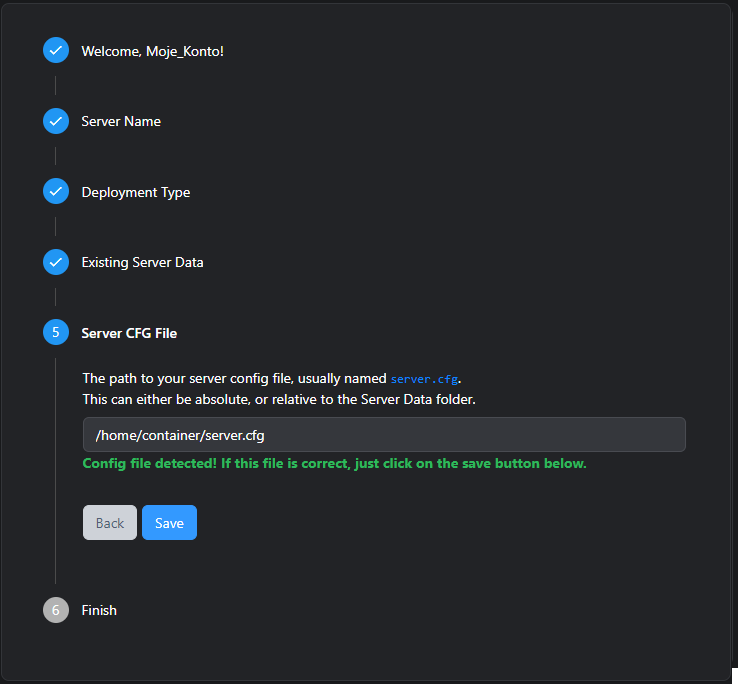 Welcome, Moje_Konto!
Server Name
Deployment Type
Existing Server Data
5 Server CFG File
The path to your server config file, usually named server.cfg.
This can either be absolute, or relative to the Server Data folder.
/home/container/server.cfg
Config file detected! If this file is correct, just click on the save button below.
Back Save
6 Finish